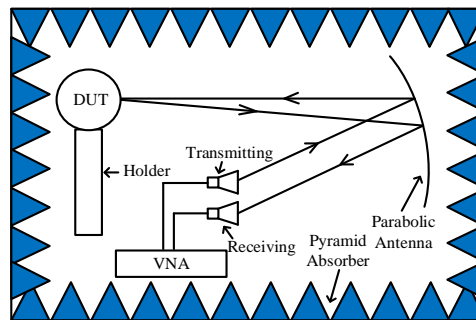 DUT
Transmitting
Holder
Receiving
VNA
Parabolic
Antenna
Pyramid
Absorber